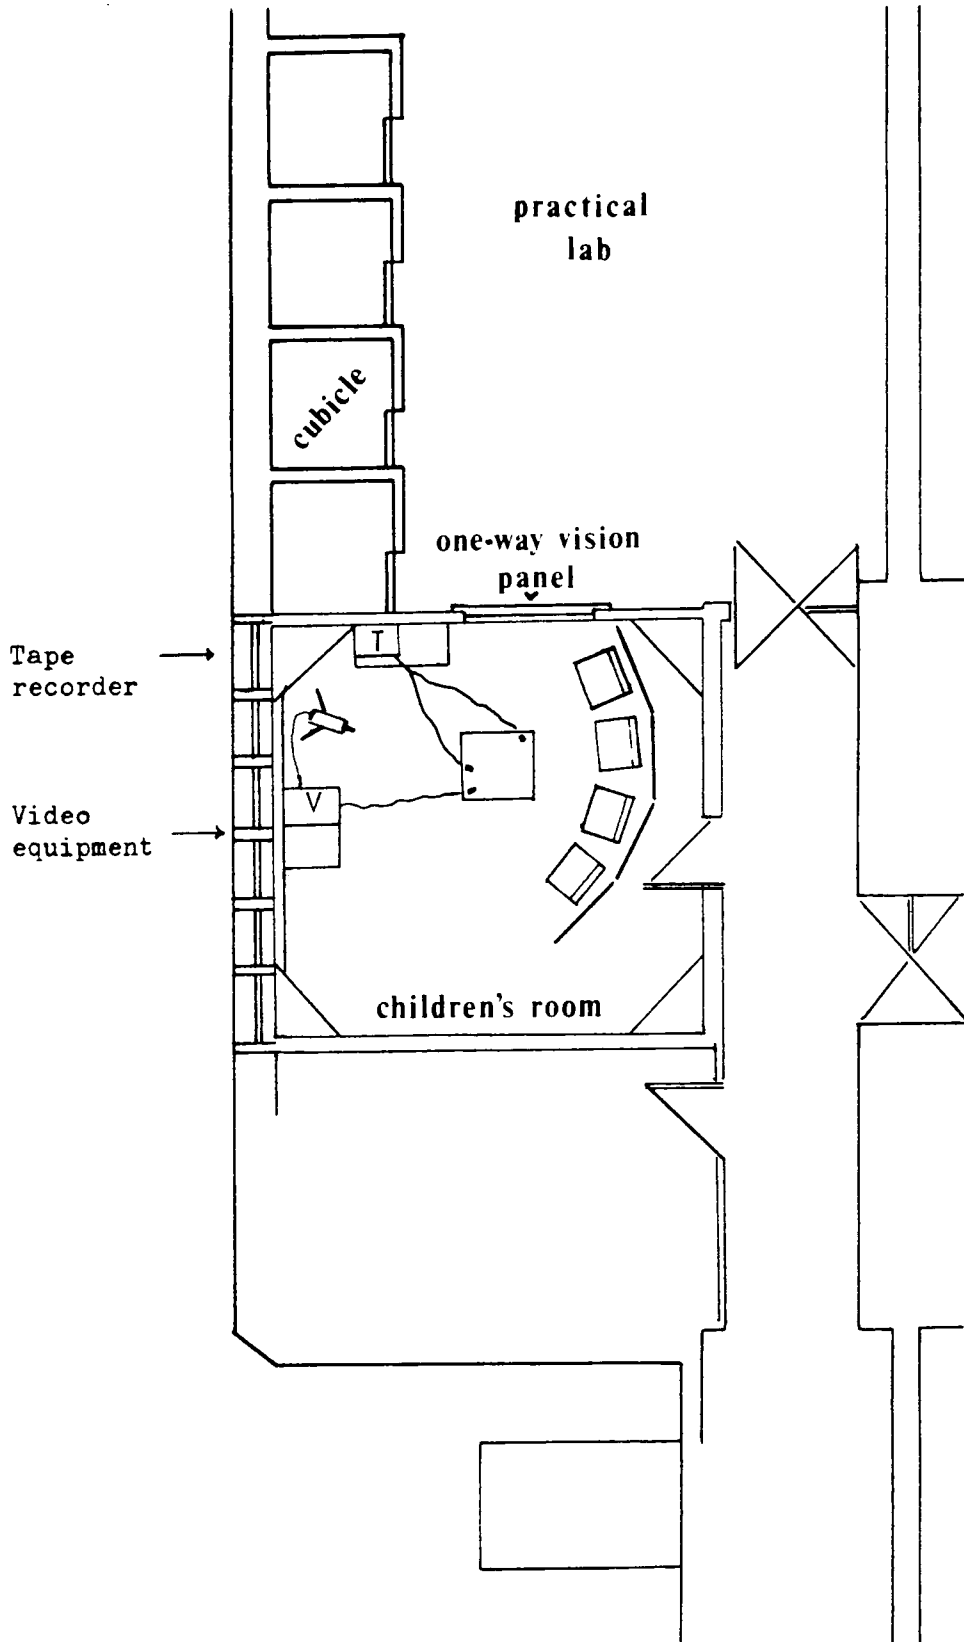 practical
lab
cubicle
one-way vision
panel
Tape
recorder
T
Video
equipment
V
children's room